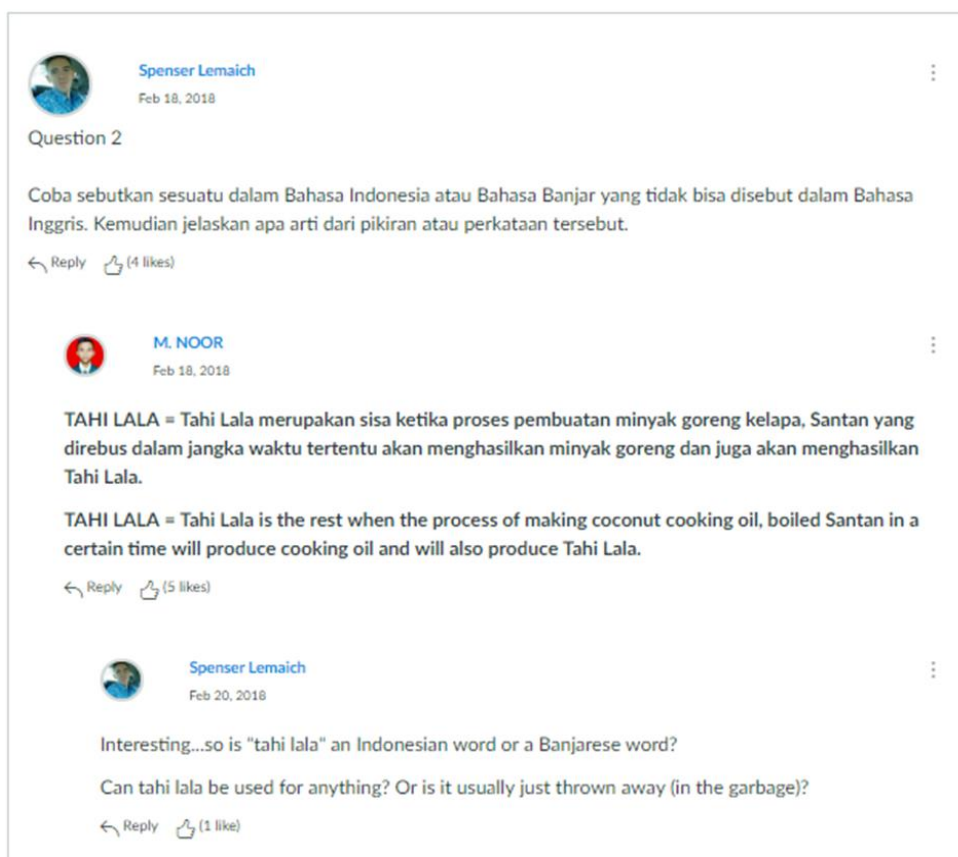 Spenser Lemaich
Feb 18, 2018
Question 2
Coba sebutkan sesuatu dalam Bahasa Indonesia atau Bahasa Banjar yang tidak bisa disebut dalam Bahasa
Inggris. Kemudian jelaskan apa arti dari pikiran atau perkataan tersebut.
Reply (4 likes)
M. NOOR
Feb 18, 2018
TAHI LALA = Tahi Lala merupakan sisa ketika proses pembuatan minyak goreng kelapa, Santan yang
direbus dalam jangka waktu tertentu akan menghasilkan minyak goreng dan juga akan menghasilkan
Tahi Lala.
TAHI LALA = Tahi Lala is the rest when the process of making coconut cooking oil, boiled Santan in a
certain time will produce cooking oil and will also produce Tahi Lala.
Reply (5 likes)
Spenser Lemaich
Feb 20, 2018
Interesting...so is "tahi lala" an Indonesian word or a Banjarese word?
Can tahi lala be used for anything? Or is it usually just thrown away (in the garbage)?
Reply (1 like)